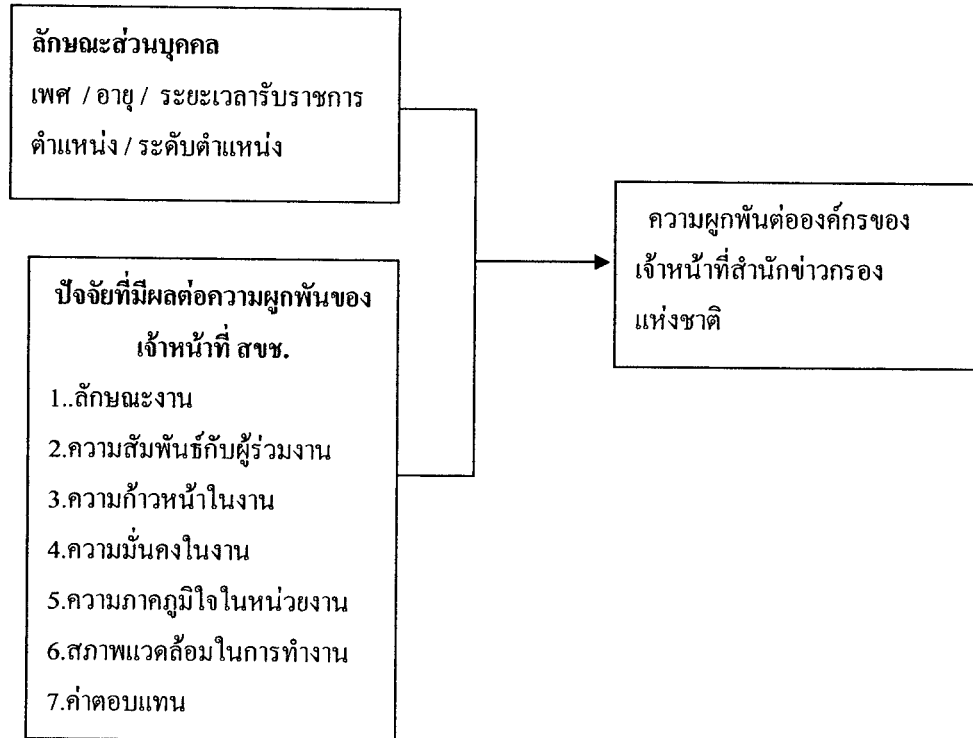 ลักษณะส่วนบุคคล
เพศ / อายุ / ระยะเวลารับราชการ
ตำแหน่ง / ระดับตำแหน่ง
ความผูกพันต่อองค์กรของ
เจ้าหน้าที่สำนักข่าวกรอง
แห่งชาติ
ปัจจัยที่มีผลต่อความผูกพันของ
เจ้าหน้าที่ สขช.
1..ลักษณะงาน
2.ความสัมพันธ์กับผู้ร่วมงาน
3.ความก้าวหน้าในงาน
4.ความมั่นคงในงาน
5.ความภาคภูมิใจในหน่วยงาน
6.สภาพแวดล้อมในการทำงาน
7.ค่าตอบแทน